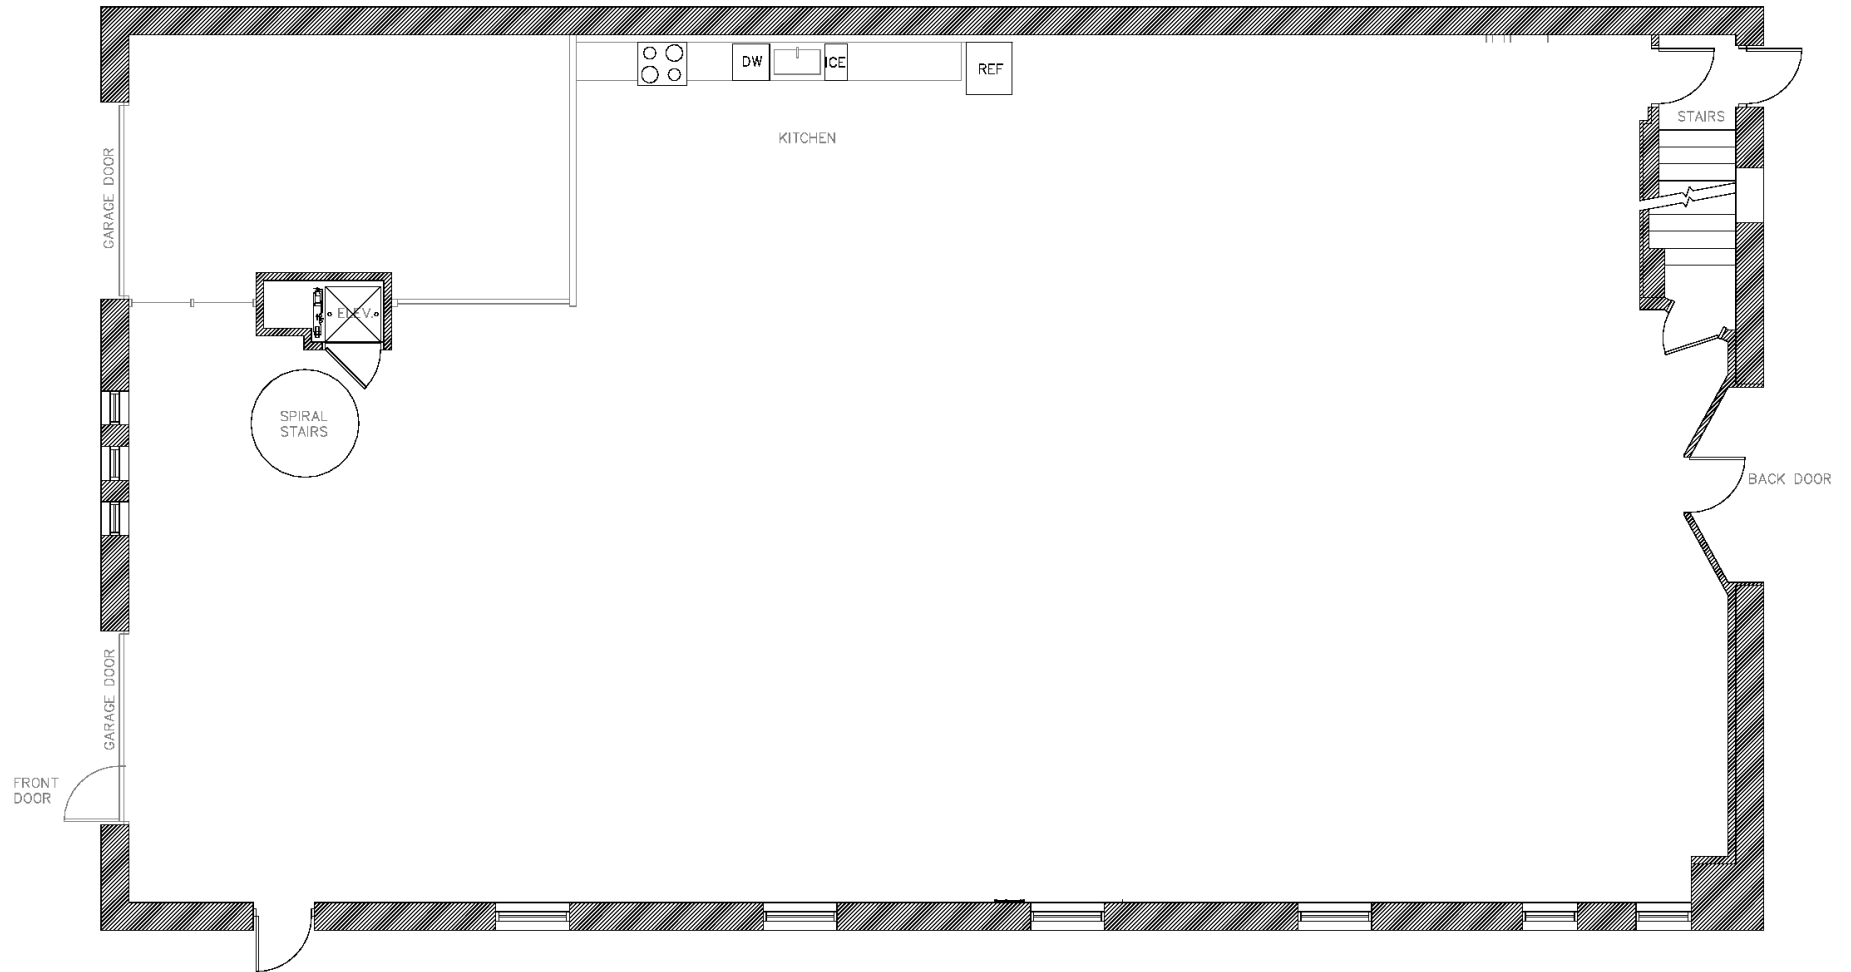 DW
ICE
REF
STAIRS
KITCHEN
GARAGE DOOR
ELEV.
SPIRAL
STAIRS
BACK DOOR
GARAGE DOOR
FRONT
DOOR